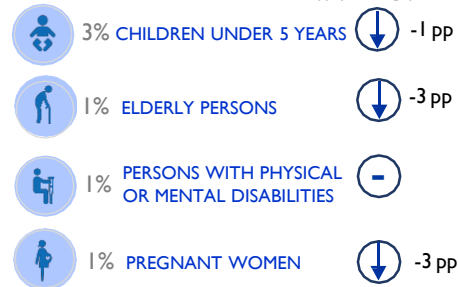 3% CHILDREN UNDER 5 YEARS -1 pp
1% ELDERLY PERSONS -3 pp
1% PERSONS WITH PHYSICAL
OR MENTAL DISABILITIES -
1% PREGNANT WOMEN -3 pp